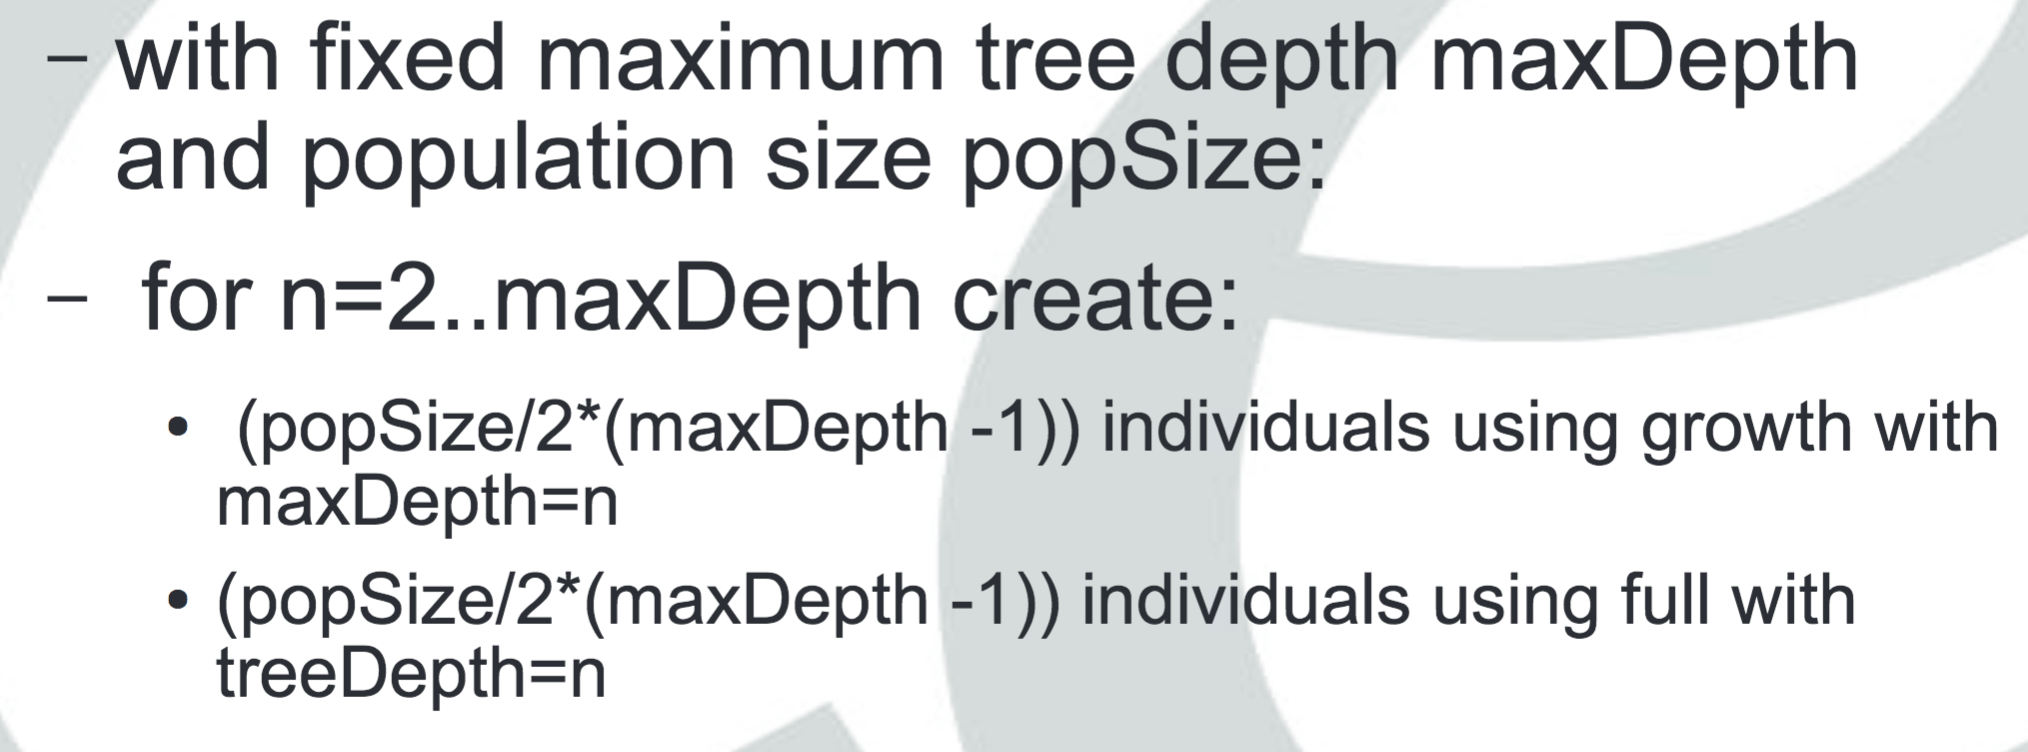 – with fixed maximum tree depth maxDepth
and population size popSize:
– for n=2..maxDepth create:
• (popSize/2*(maxDepth -1)) individuals using growth with
maxDepth=n
• (popSize/2*(maxDepth -1)) individuals using full with
treeDepth=n